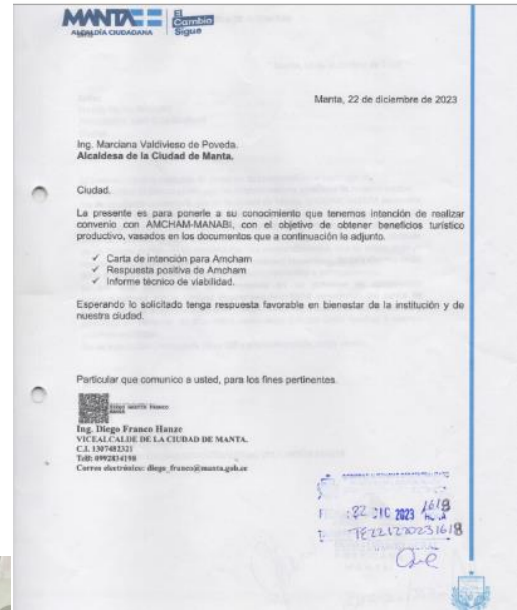 MANTA
ALCALDÍA CIUDADANA
El
Cambio
Sigue
Manta, 22 de diciembre de 2023
Ing. Marciana Valdivieso de Poveda.
Alcaldesa de la Ciudad de Manta.
Ciudad.
La presente es para ponerle a su conocimiento que tenemos intención de realizar
convenio con AMCHAM-MANABI, con el objetivo de obtener beneficios turístico
productivo, vasados en los documentos que a continuación le adjunto.
✓ Carta de intención para Amcham
✓ Respuesta positiva de Amcham
✓ Informe técnico de viabilidad.
Esperando lo solicitado tenga respuesta favorable en bienestar de la institución y de
nuestra ciudad.
Particular que comunico a usted, para los fines pertinentes.
Ing. Diego Franco Hanze
VICEALCALDE DE LA CIUDAD DE MANTA.
C.I. 1307482321
Telf: 0992834198
Correo electrónico: diego_franco@manta.gob.ec
22 DIC 2023 1618
TE221220231618